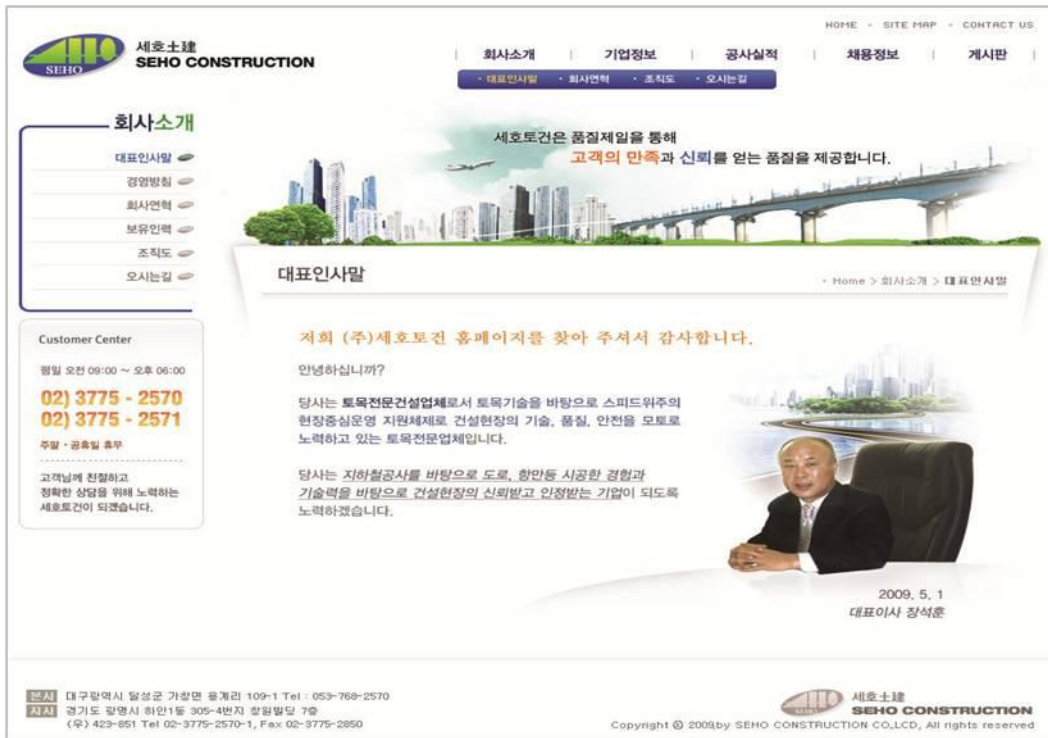 HOME - SITE MAP - CONTACT US
SEHO
세호土建
SEHO CONSTRUCTION
회사소개 | 기업정보 | 공사실적 | 채용정보 | 게시판
· 대표인사말 · 회사연혁 · 조직도 · 오시는길
회사소개
대표인사말
경영방침
회사연혁
보유인력
조직도
오시는길
세호토건은 품질제일을 통해
고객의 만족과 신뢰를 얻는 품질을 제공합니다.
대표인사말
· Home > 회사소개 > 대표인사말
Customer Center
평일 오전 09:00 ~ 오후 06:00
02) 3775 - 2570
02) 3775 - 2571
주말 · 공휴일 휴무
고객님께 친절하고
정확한 상담을 위해 노력하는
세호토건이 되겠습니다.
저희 (주)세호토건 홈페이지를 찾아 주셔서 감사합니다.
안녕하십니까?
당사는 토목전문건설업체로서 토목기술을 바탕으로 스피드위주의
현장중심운영 지원체제로 건설현장의 기술, 품질, 안전을 모토로
노력하고 있는 토목전문업체입니다.
당사는 지하철공사를 바탕으로 도로, 항만등 시공한 경험과
기술력을 바탕으로 건설현장의 신뢰받고 인정받는 기업이 되도록
노력하겠습니다.
2009. 5. 1
대표이사 장석훈
본사 대구광역시 달성군 가창면 용계리 109-1 Tel : 053-768-2570
지사 경기도 광명시 하안1동 305-4번지 창원빌딩 7층
(우) 423-851 Tel 02-3775-2570-1, Fax 02-3775-2850
세호土建
SEHO CONSTRUCTION
Copyright © 2009,by SEHO CONSTRUCTION CO,.LCD, All rights reserved